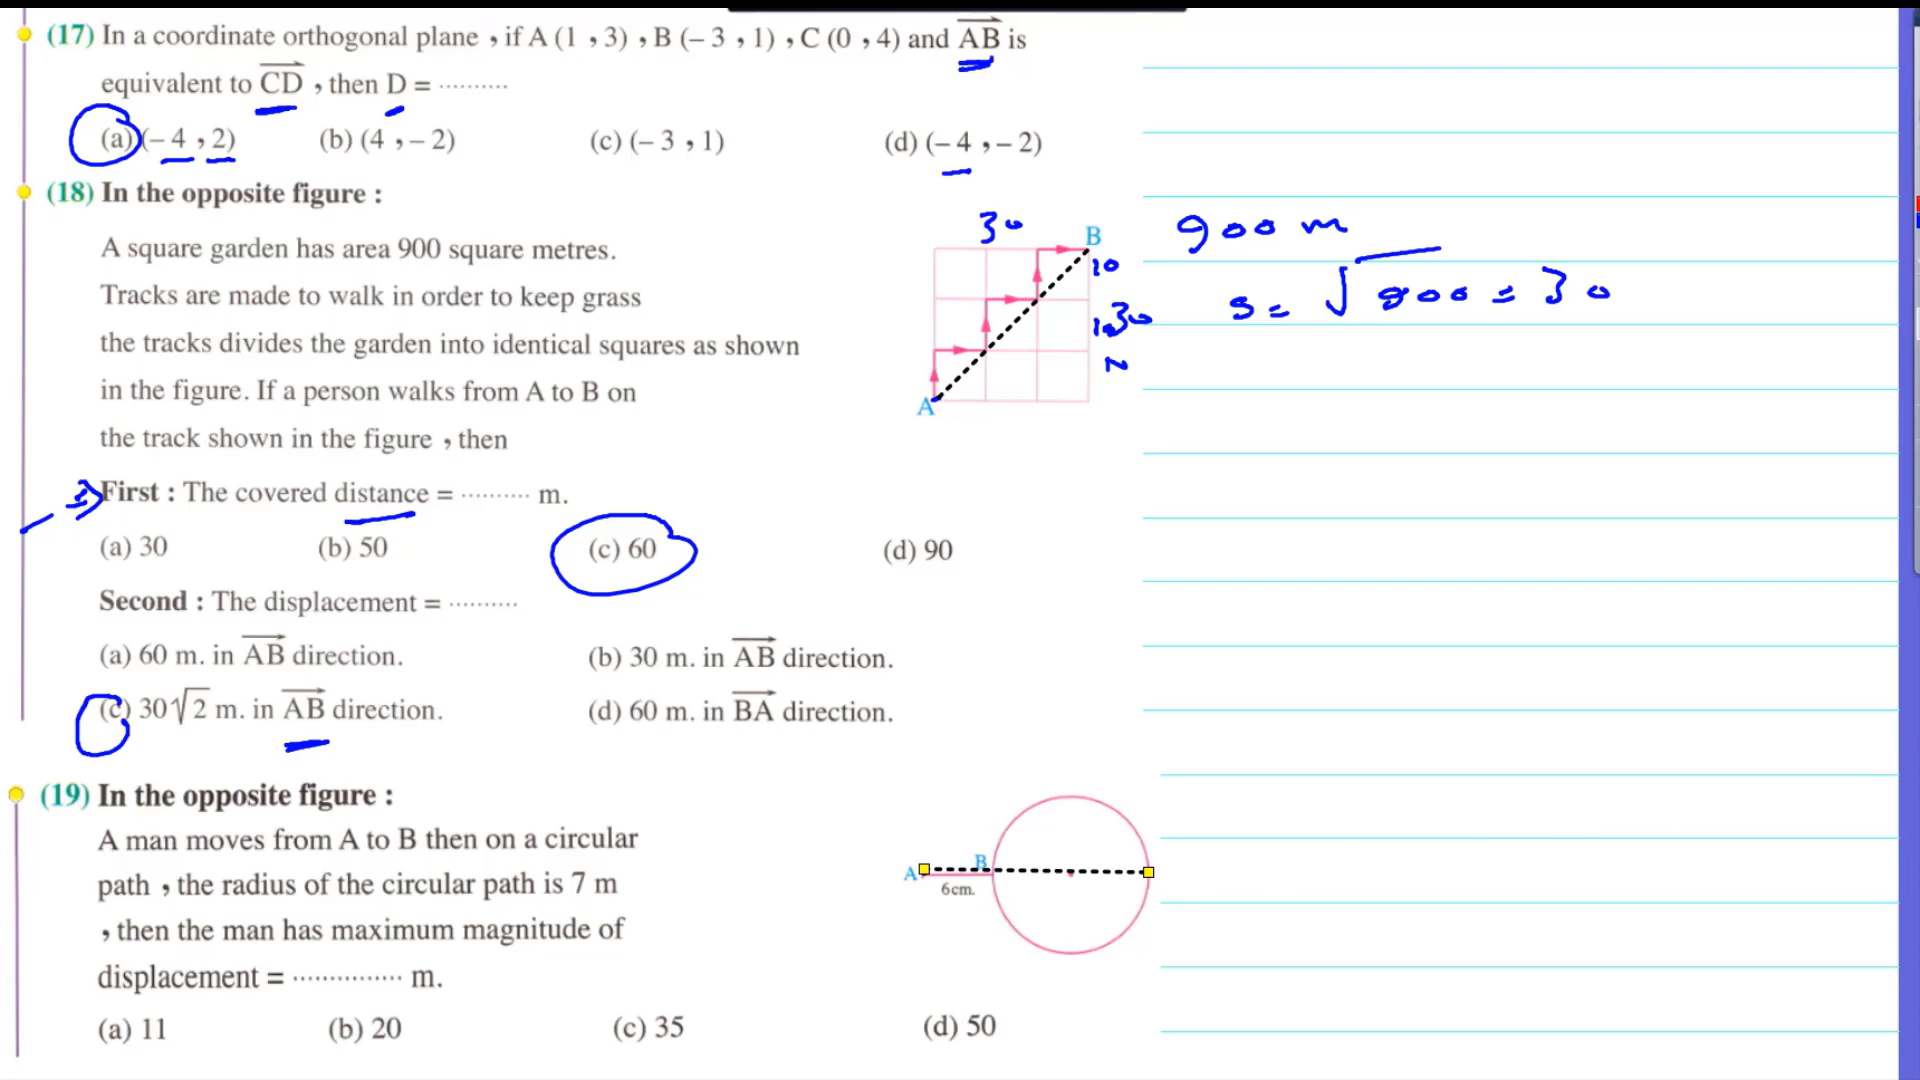 (17) In a coordinate orthogonal plane , if A (1 , 3) , B (– 3 , 1) , C (0 , 4) and AB is
equivalent to CD , then D = ··········
(a) (– 4 , 2) (b) (4 , – 2) (c) (– 3 , 1) (d) (– 4 , – 2)
(18) In the opposite figure :
A square garden has area 900 square metres.
Tracks are made to walk in order to keep grass
the tracks divides the garden into identical squares as shown
in the figure. If a person walks from A to B on
the track shown in the figure , then
30
B
10
30
A
900 m
s = √900 = 30
First : The covered distance = ·········· m.
(a) 30 (b) 50 (c) 60 (d) 90
Second : The displacement = ··········
(a) 60 m. in AB direction. (b) 30 m. in AB direction.
(c) 30√2 m. in AB direction. (d) 60 m. in BA direction.
(19) In the opposite figure :
A man moves from A to B then on a circular
path , the radius of the circular path is 7 m
, then the man has maximum magnitude of
displacement = ··············· m.
A B
6cm.
(a) 11 (b) 20 (c) 35 (d) 50